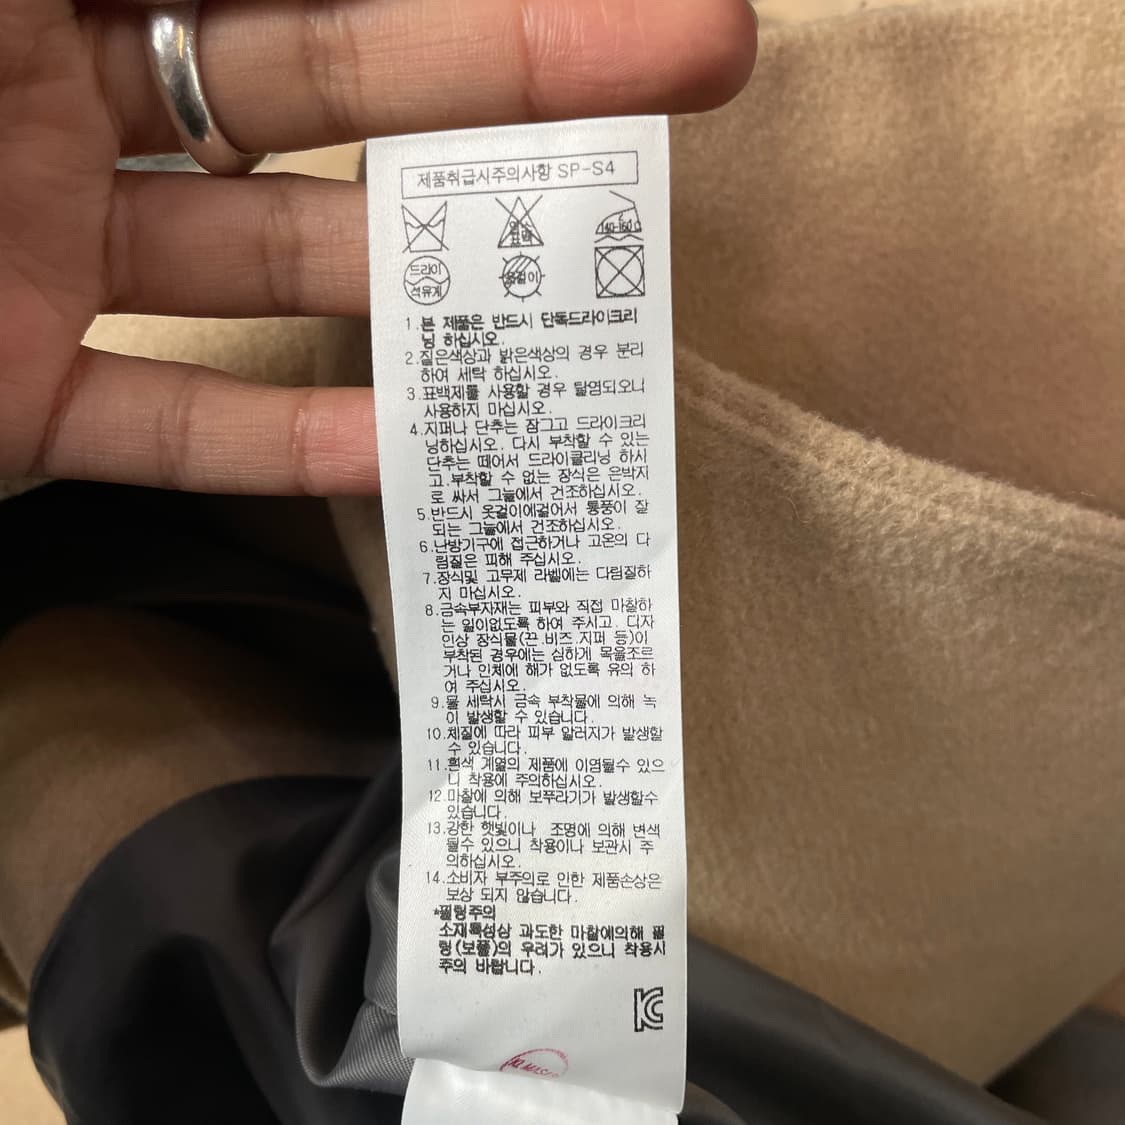 제품취급시주의사항 SP-S4
염소
표백
140~160℃
드라이
석유계
옷걸이
1.본 제품은 반드시 단독드라이크리
닝 하십시오.
2.짙은색상과 밝은색상의 경우 분리
하여 세탁 하십시오.
3.표백제를 사용할 경우 탈염되오니
사용하지 마십시오.
4.지퍼나 단추는 잠그고 드라이크리
닝하십시오. 다시 부착할 수 있는
단추는 떼어서 드라이클리닝 하시
고.부착할 수 없는 장식은 은박지
로 싸서 그늘에서 건조하십시오.
5.반드시 옷걸이에걸어서 통풍이 잘
되는 그늘에서 건조하십시오.
6.난방기구에 접근하거나 고온의 다
림질은 피해 주십시오.
7.장식및 고무제 라벨에는 다림질하
지 마십시오.
8.금속부자재는 피부와 직접 마찰하
는 일이없도록 하여 주시고. 디자
인상 장식물(끈.비즈.지퍼 등)이
부착된 경우에는 심하게 목을조르
거나 인체에 해가 없도록 유의 하
여 주십시오.
9.물 세탁시 금속 부착물에 의해 녹
이 발생할 수 있습니다.
10.체질에 따라 피부 알러지가 발생할
수 있습니다.
11.흰색 계열의 제품에 이염될수 있으
니 착용에 주의하십시오.
12.마찰에 의해 보푸라기가 발생할수
있습니다.
13.강한 햇빛이나 조명에 의해 변색
될수 있으니 착용이나 보관시 주
의하십시오.
14.소비자 부주의로 인한 제품손상은
보상 되지 않습니다.
*필링주의
소재특성상 과도한 마찰에의해 필
링(보풀)의 우려가 있으니 착용시
주의 바랍니다.
KC